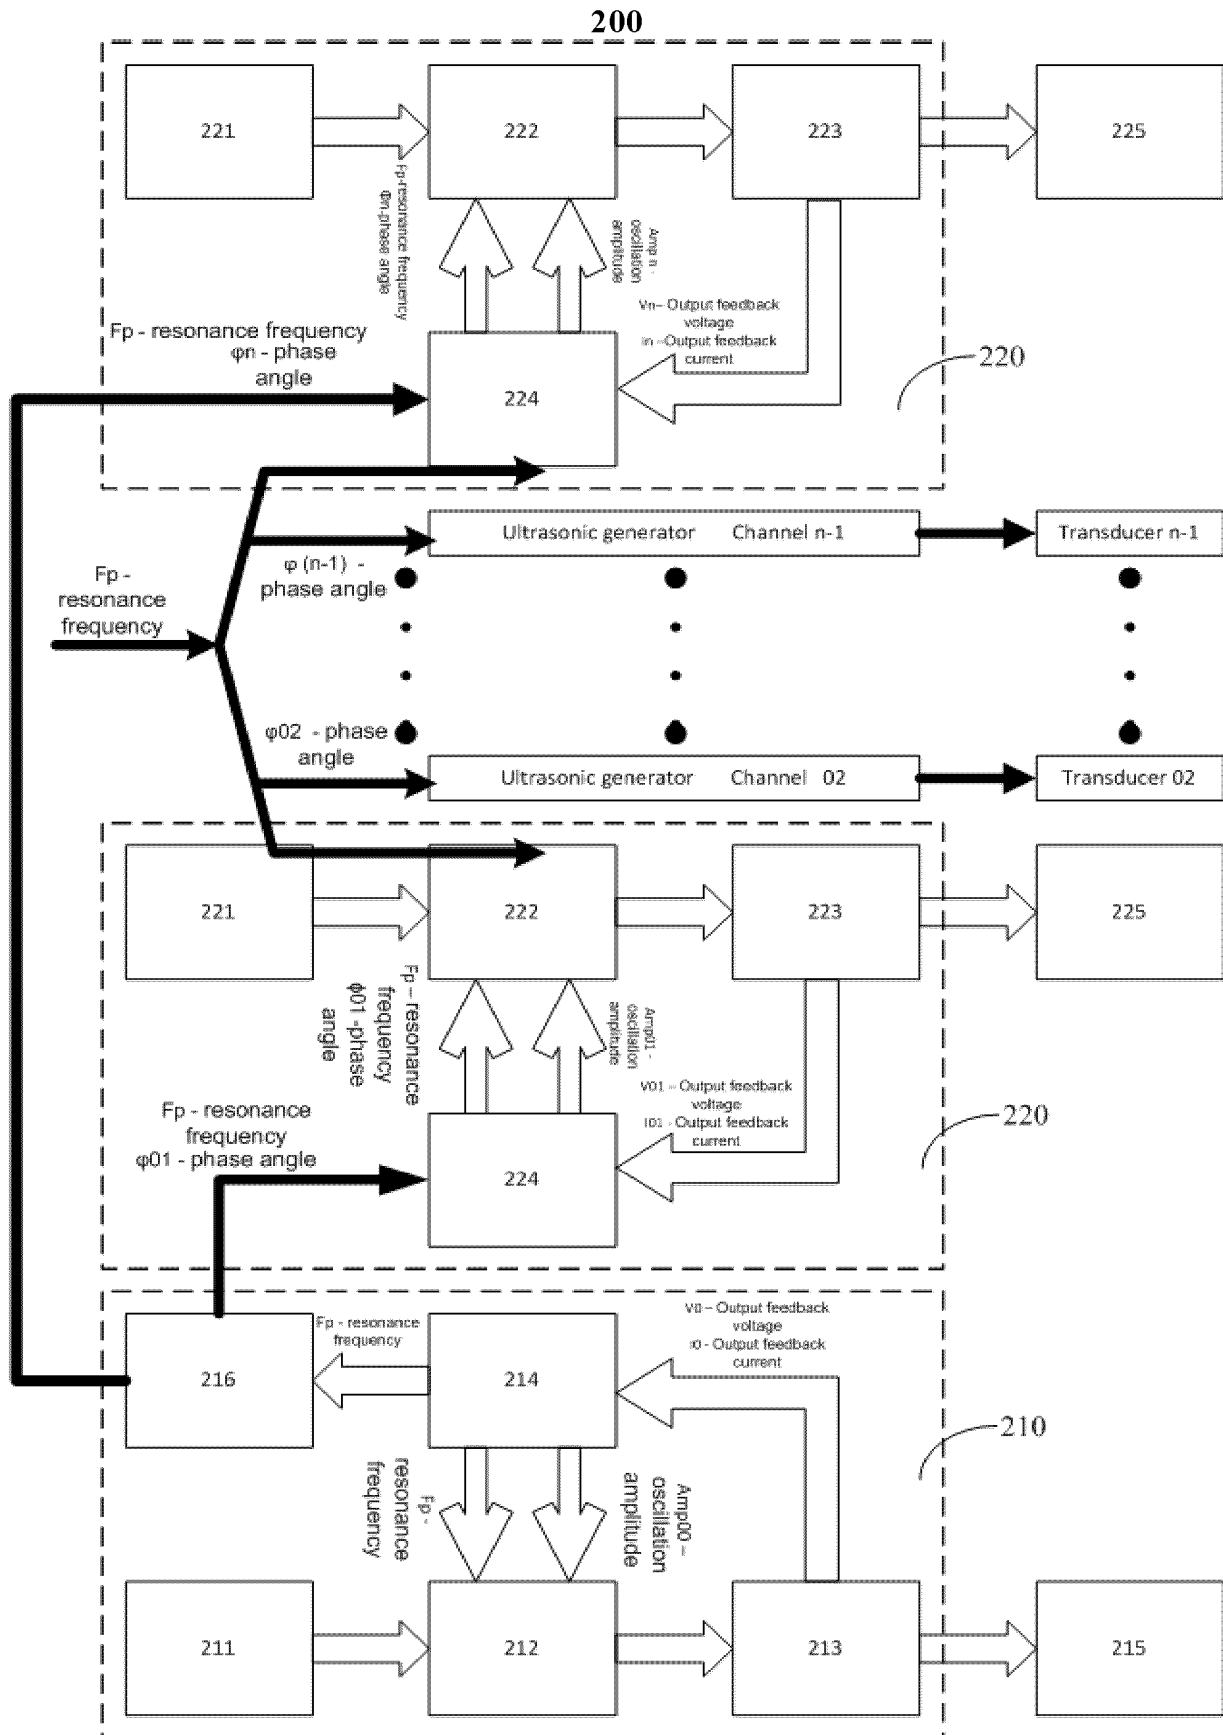 200
221
222
223
225
Fp-resonance frequency
Φn-phase angle
Amp n -
oscillation
amplitude
Vn– Output feedback
voltage
In –Output feedback
current
Fp - resonance frequency
φn - phase
angle
224
220
Ultrasonic generator Channel n-1
Transducer n-1
φ (n-1) -
phase angle
Fp -
resonance
frequency
φ02 - phase
angle
Ultrasonic generator Channel 02
Transducer 02
221
222
223
225
Fp – resonance
frequency
ϕ01 -phase
angle
Amp01 -
oscillation
amplitude
V01 – Output feedback
voltage
I01 - Output feedback
current
Fp - resonance
frequency
φ01 - phase angle
224
220
216
Fp - resonance
frequency
214
V0 – Output feedback
voltage
I0 - Output feedback
current
210
Fp -
resonance
frequency
Amp00 –
oscillation
amplitude
211
212
213
215